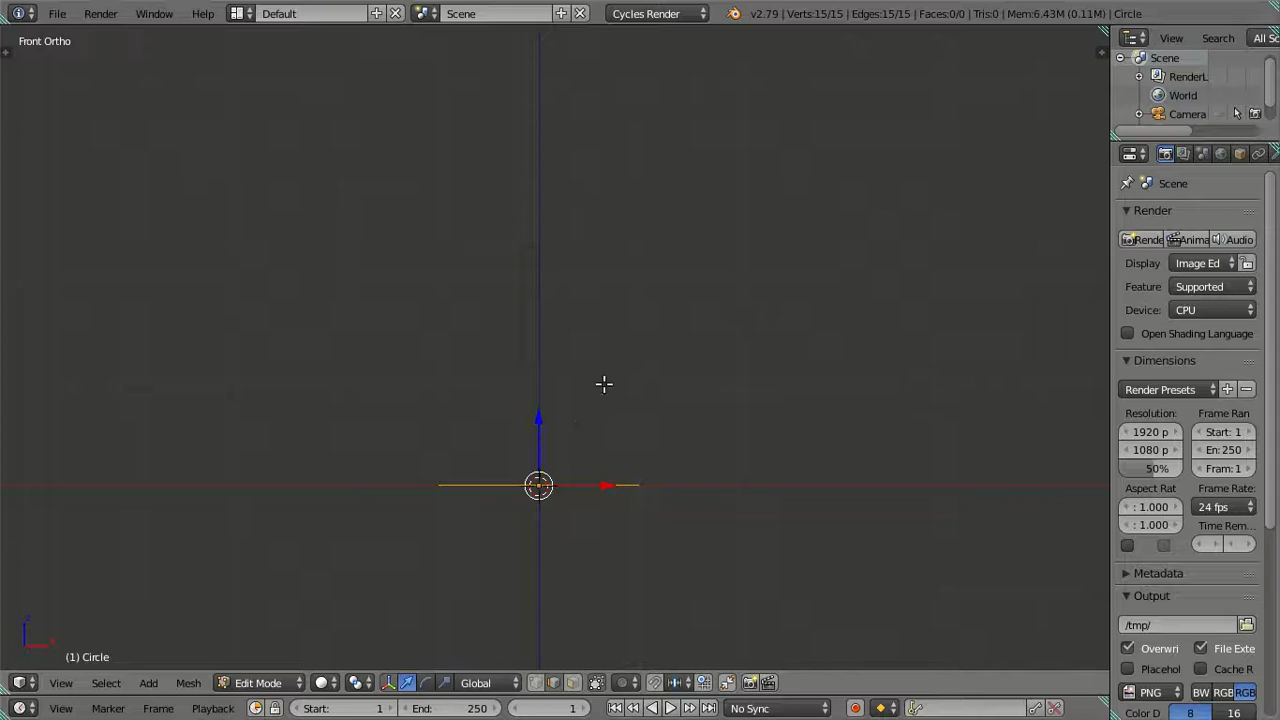 File Render Window Help Default Scene Cycles Render v2.79 | Verts:15/15 | Edges:15/15 | Faces:0/0 | Tris:0 | Mem:6.43M (0.11M) | Circle
Front Ortho
View Search All Sc
Scene
RenderL
World
Camera
Scene
Render
Rende Anima Audio
Display Image Ed
Feature Supported
Device: CPU
Open Shading Language
Dimensions
Render Presets
Resolution: Frame Ran
1920 p Start: 1
1080 p En: 250
50% Fram: 1
Aspect Rat Frame Rate:
: 1.000 24 fps
: 1.000 Time Rem...
Metadata
Output
/tmp/
Overwri File Exte
Placehol Cache R
PNG BW RGB RGB
Color D 8 16
z
x
(1) Circle
View Select Add Mesh Edit Mode Global
View Marker Frame Playback Start: 1 End: 250 1 No Sync